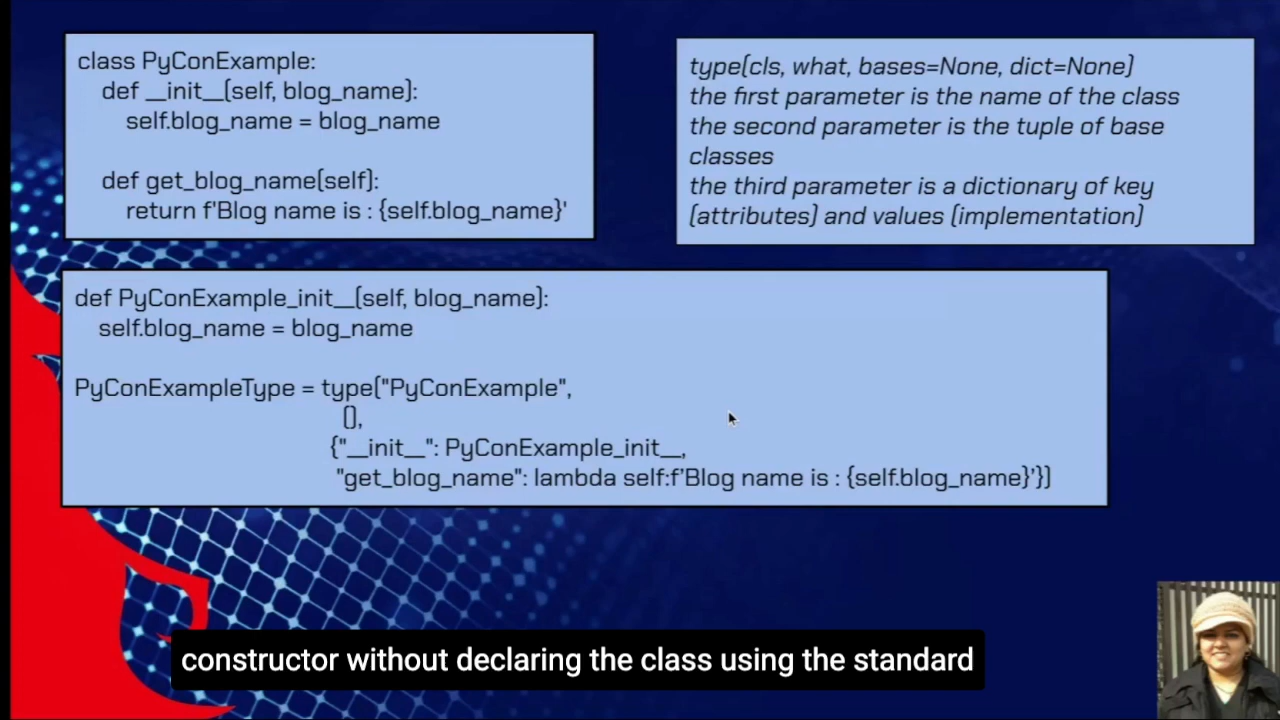 class PyConExample:
def __init__(self, blog_name):
self.blog_name = blog_name
def get_blog_name(self):
return f'Blog name is : {self.blog_name}'
type(cls, what, bases=None, dict=None)
the first parameter is the name of the class
the second parameter is the tuple of base
classes
the third parameter is a dictionary of key
(attributes) and values (implementation)
def PyConExample_init__(self, blog_name):
self.blog_name = blog_name
PyConExampleType = type("PyConExample",
(),
{"__init__": PyConExample_init__,
"get_blog_name": lambda self:f'Blog name is : {self.blog_name}'})
constructor without declaring the class using the standard